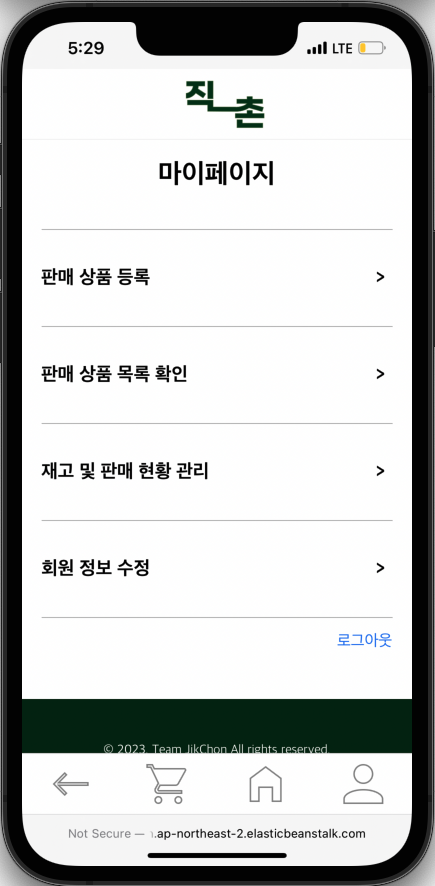 5:29
LTE
직촌
마이페이지
판매 상품 등록 >
판매 상품 목록 확인 >
재고 및 판매 현황 관리 >
회원 정보 수정 >
로그아웃
© 2023. Team JikChon All rights reserved.
Not Secure — .ap-northeast-2.elasticbeanstalk.com